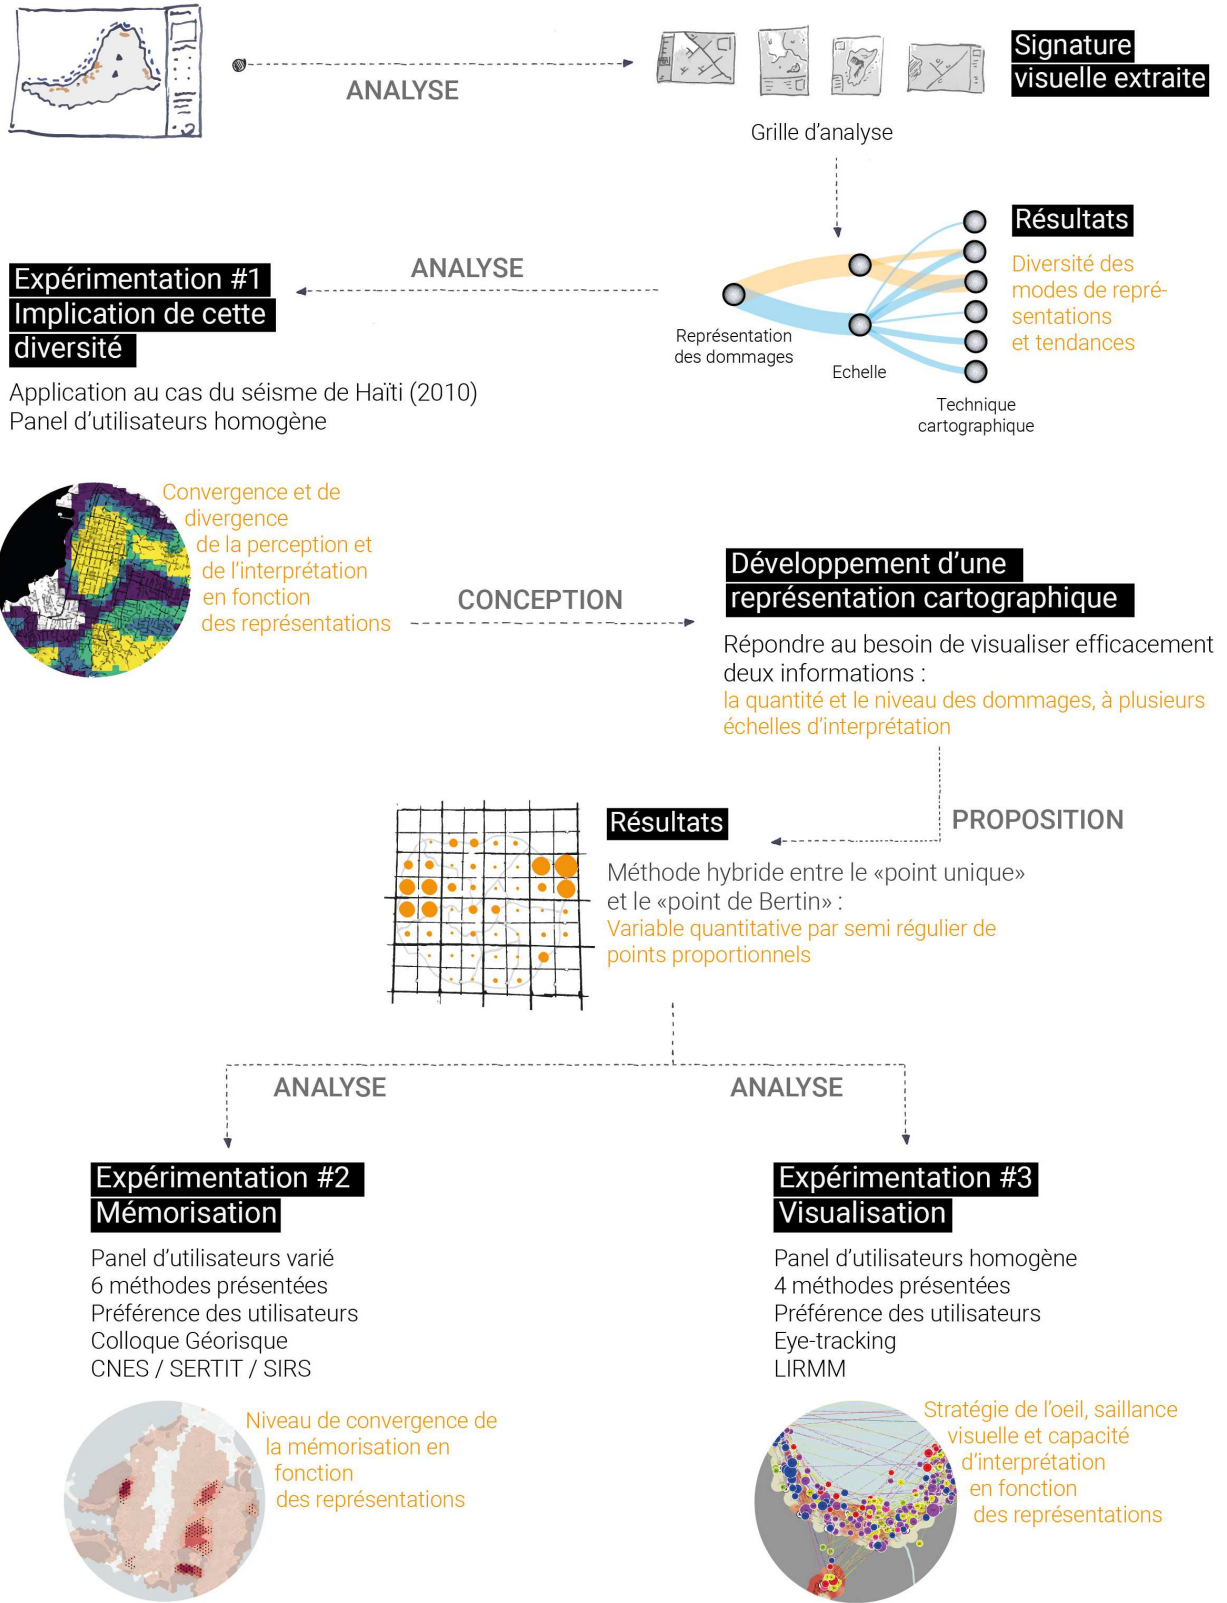 ANALYSE
Signature
visuelle extraite
Grille d'analyse
Résultats
Diversité des
modes de repré-
sentations
et tendances
Représentation
des dommages
Echelle
Technique
cartographique
ANALYSE
Expérimentation #1
Implication de cette
diversité
Application au cas du séisme de Haïti (2010)
Panel d'utilisateurs homogène
Convergence et de
divergence
de la perception et
de l'interprétation
en fonction
des représentations
CONCEPTION
Développement d'une
représentation cartographique
Répondre au besoin de visualiser efficacement
deux informations :
la quantité et le niveau des dommages, à plusieurs
échelles d'interprétation
PROPOSITION
Résultats
Méthode hybride entre le «point unique»
et le «point de Bertin» :
Variable quantitative par semi régulier de
points proportionnels
ANALYSE
ANALYSE
Expérimentation #2
Mémorisation
Panel d'utilisateurs varié
6 méthodes présentées
Préférence des utilisateurs
Colloque Géorisque
CNES / SERTIT / SIRS
Niveau de convergence de
la mémorisation en
fonction
des représentations
Expérimentation #3
Visualisation
Panel d'utilisateurs homogène
4 méthodes présentées
Préférence des utilisateurs
Eye-tracking
LIRMM
Stratégie de l'oeil, saillance
visuelle et capacité
d'interprétation
en fonction
des représentations